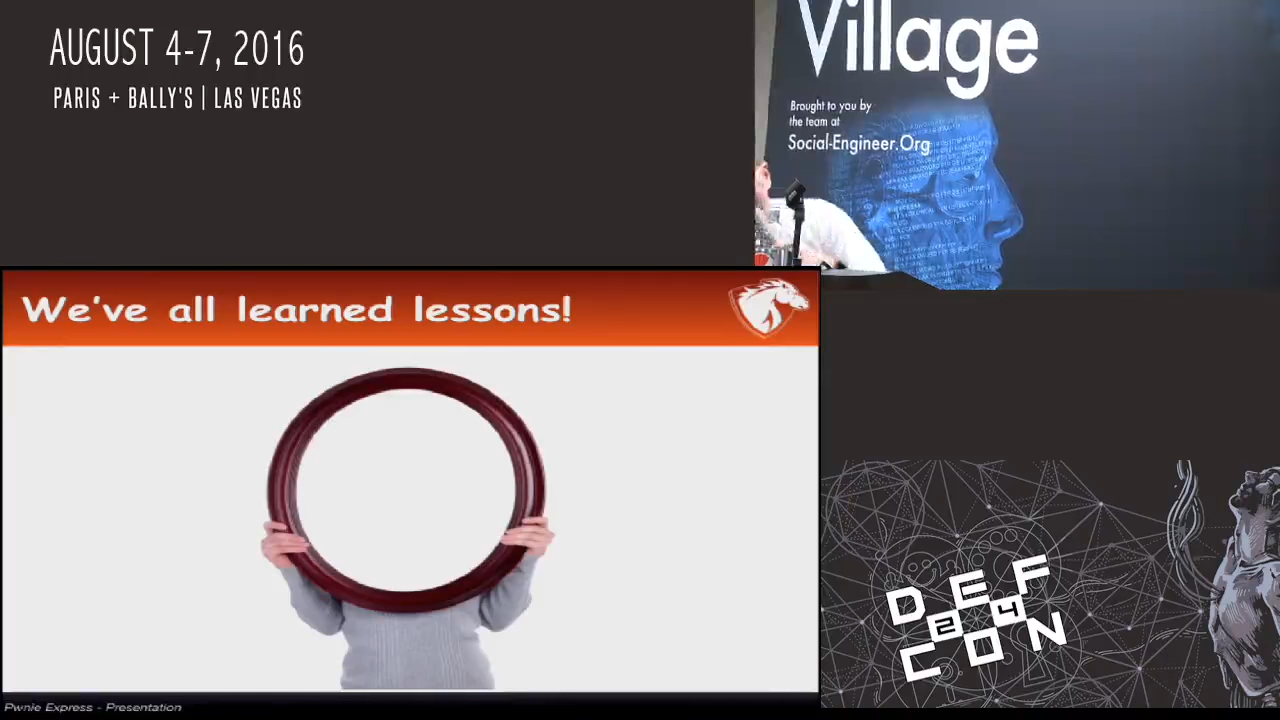 AUGUST 4-7, 2016
PARIS + BALLY'S | LAS VEGAS
Village
Brought to you by
the team at
Social-Engineer.Org
We've all learned lessons!
DEF
24
CON
Pwnie Express - Presentation